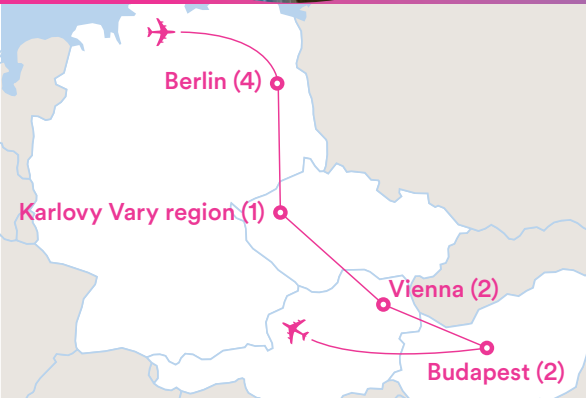 Berlin (4)
Karlovy Vary region (1)
Vienna (2)
Budapest (2)